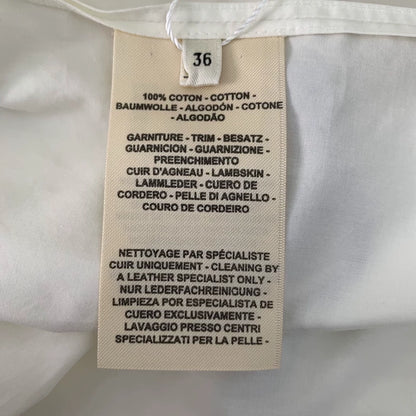 36
100% COTON - COTTON -
BAUMWOLLE - ALGODÓN - COTONE
- ALGODÃO
GARNITURE - TRIM - BESATZ -
GUARNICION - GUARNIZIONE -
PREENCHIMENTO
CUIR D'AGNEAU - LAMBSKIN -
LAMMLEDER - CUERO DE
CORDERO - PELLE DI AGNELLO -
COURO DE CORDEIRO
NETTOYAGE PAR SPÉCIALISTE
CUIR UNIQUEMENT - CLEANING BY
A LEATHER SPECIALIST ONLY -
NUR LEDERFACHREINIGUNG -
LIMPIEZA POR ESPECIALISTA DE
CUERO EXCLUSIVAMENTE -
LAVAGGIO PRESSO CENTRI
SPECIALIZZATI PER LA PELLE -